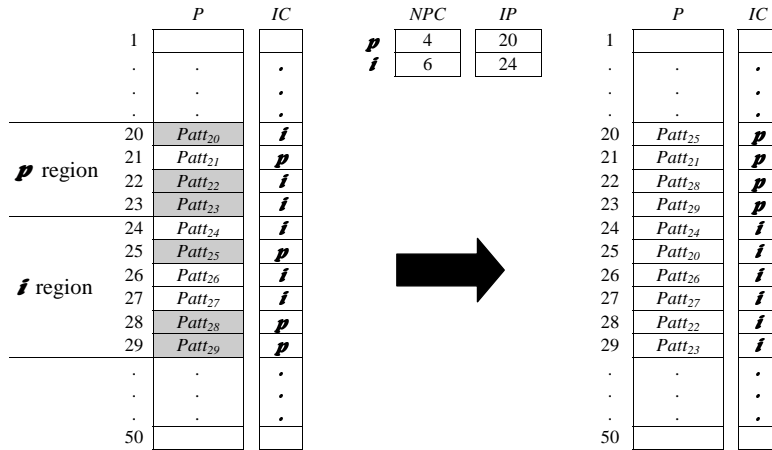 P IC NPC IP P IC
1 p 4 20 1
i 6 24
. . . . . .
. . . . . .
. . . . . .
20 Patt20 i 20 Patt25 p
p region 21 Patt21 p 21 Patt21 p
22 Patt22 i 22 Patt28 p
23 Patt23 i 23 Patt29 p
24 Patt24 i 24 Patt24 i
25 Patt25 p 25 Patt20 i
i region 26 Patt26 i 26 Patt26 i
27 Patt27 i 27 Patt27 i
28 Patt28 p 28 Patt22 i
29 Patt29 p 29 Patt23 i
. . . . . .
. . . . . .
. . . . . .
50 50